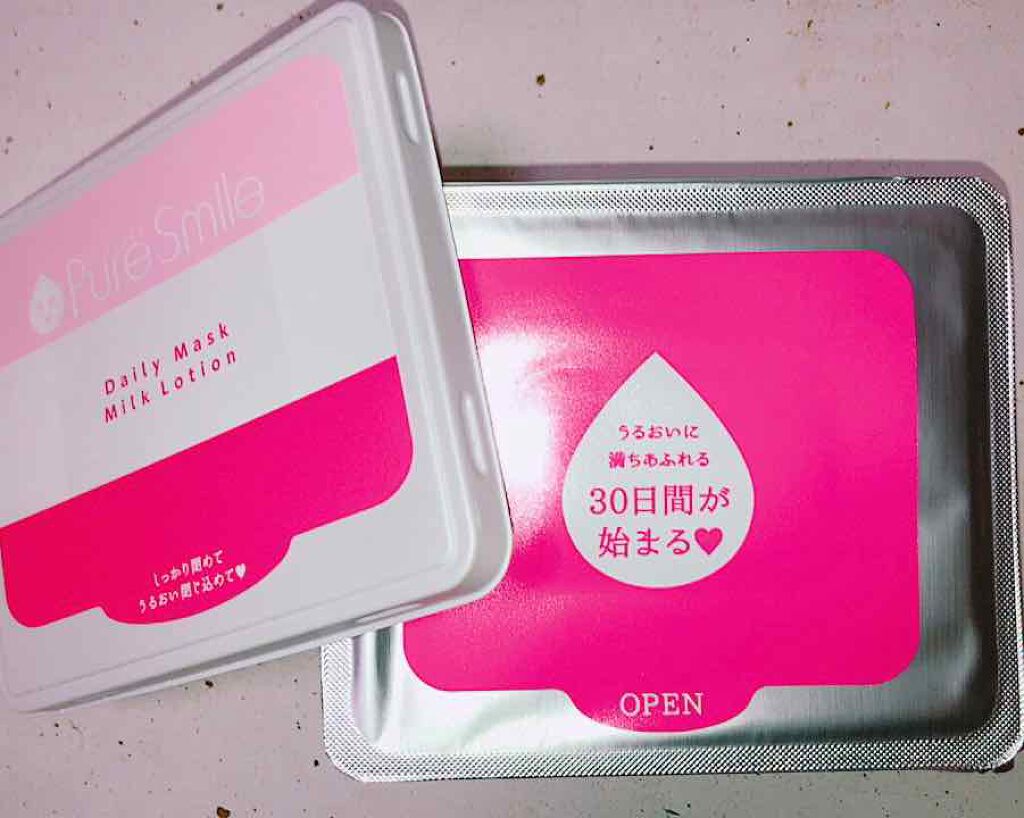 Pure Smile
Daily Mask
Milk Lotion
しっかり閉めて
うるおい閉じ込めて♥
うるおいに
満ちあふれる
30日間が
始まる♥
OPEN